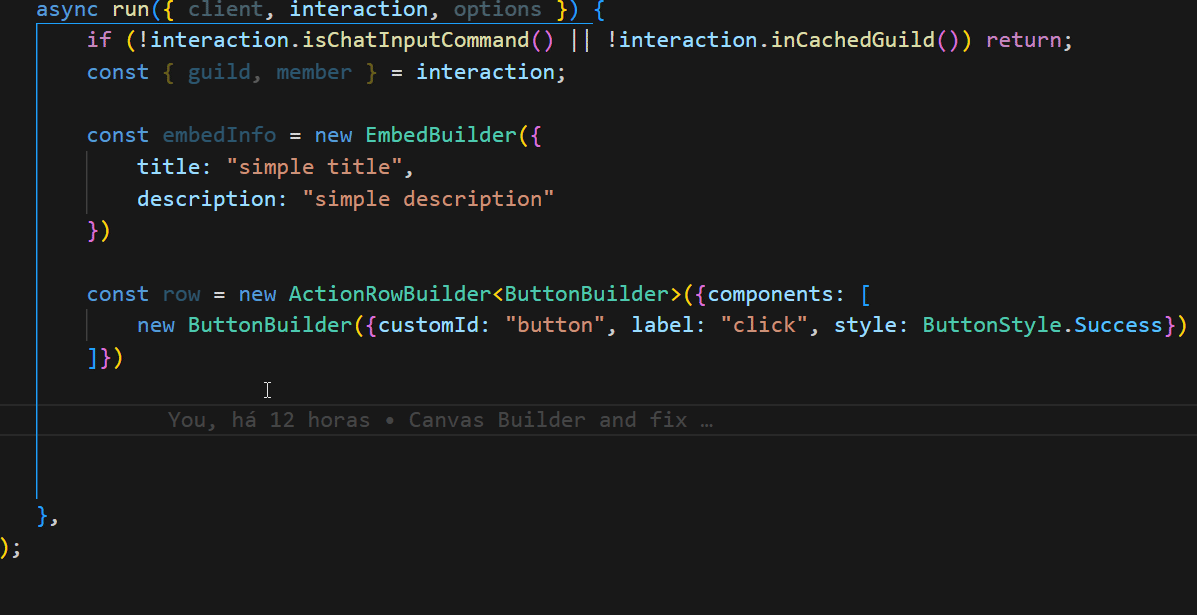 async run({ client, interaction, options }) {
if (!interaction.isChatInputCommand() || !interaction.inCachedGuild()) return;
const { guild, member } = interaction;
const embedInfo = new EmbedBuilder({
title: "simple title",
description: "simple description"
})
const row = new ActionRowBuilder<ButtonBuilder>({components: [
new ButtonBuilder({customId: "button", label: "click", style: ButtonStyle.Success})
]})
You, há 12 horas • Canvas Builder and fix …
},
);